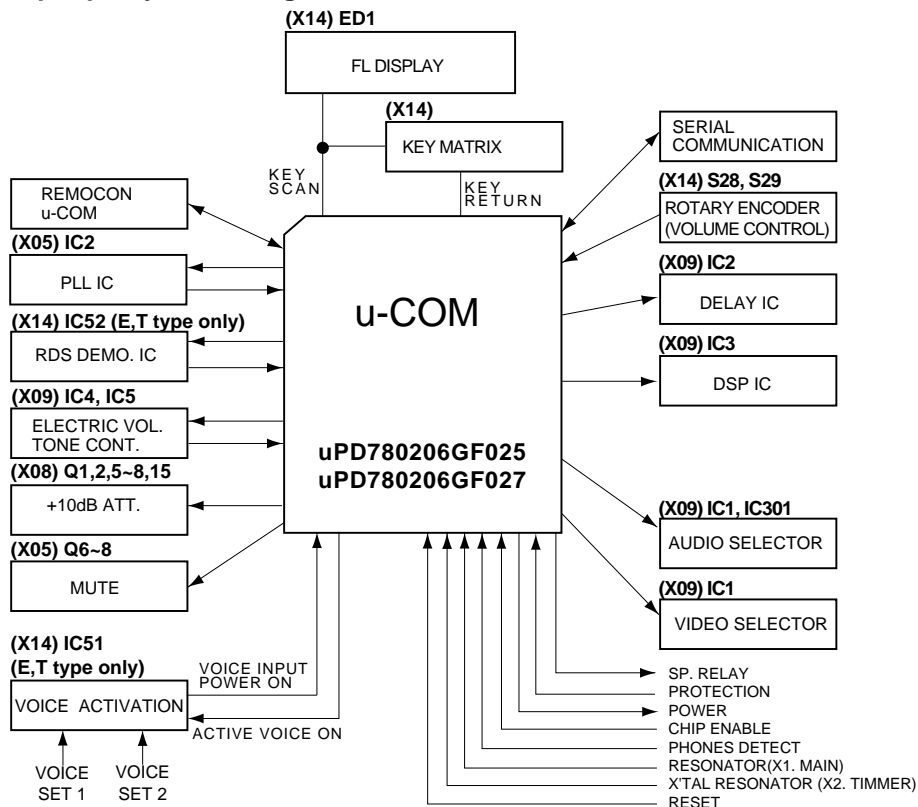 (X14) ED1
FL DISPLAY
(X14)
KEY MATRIX
KEY
SCAN
KEY
RETURN
SERIAL
COMMUNICATION
(X14) S28, S29
ROTARY ENCODER
(VOLUME CONTROL)
(X09) IC2
DELAY IC
(X09) IC3
DSP IC
REMOCON
u-COM
(X05) IC2
PLL IC
(X14) IC52 (E,T type only)
RDS DEMO. IC
(X09) IC4, IC5
ELECTRIC VOL.
TONE CONT.
(X08) Q1,2,5~8,15
+10dB ATT.
(X05) Q6~8
MUTE
u-COM
uPD780206GF025
uPD780206GF027
(X09) IC1, IC301
AUDIO SELECTOR
(X09) IC1
VIDEO SELECTOR
(X14) IC51
(E,T type only)
VOICE ACTIVATION
VOICE INPUT
POWER ON
ACTIVE VOICE ON
VOICE
SET 1
VOICE
SET 2
SP. RELAY
PROTECTION
POWER
CHIP ENABLE
PHONES DETECT
RESONATOR(X1. MAIN)
X'TAL RESONATOR (X2. TIMMER)
RESET